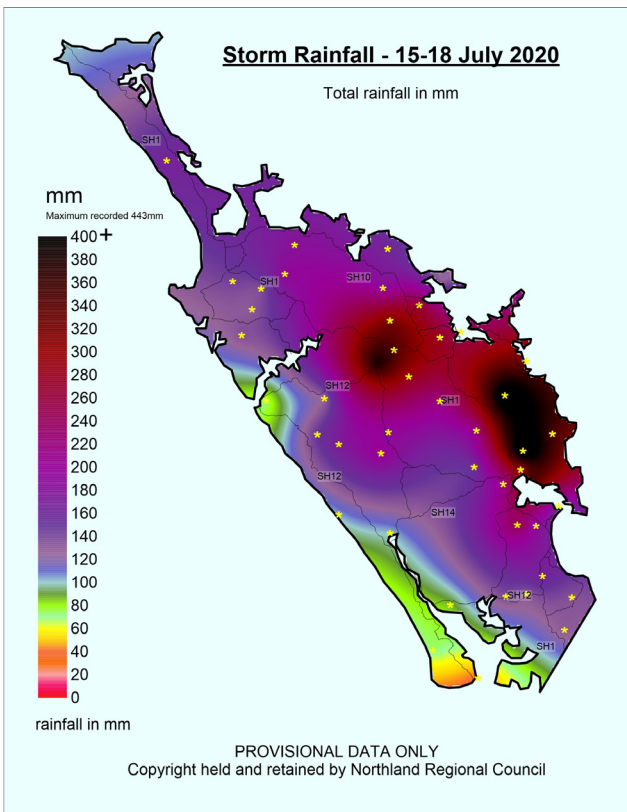 Storm Rainfall - 15-18 July 2020
Total rainfall in mm
mm
Maximum recorded 443mm
400+
380
360
340
320
300
280
260
240
220
200
180
160
140
120
100
80
60
40
20
0
rainfall in mm
SH1
SH1
SH10
SH12
SH1
SH12
SH14
SH12
SH1
PROVISIONAL DATA ONLY
Copyright held and retained by Northland Regional Council